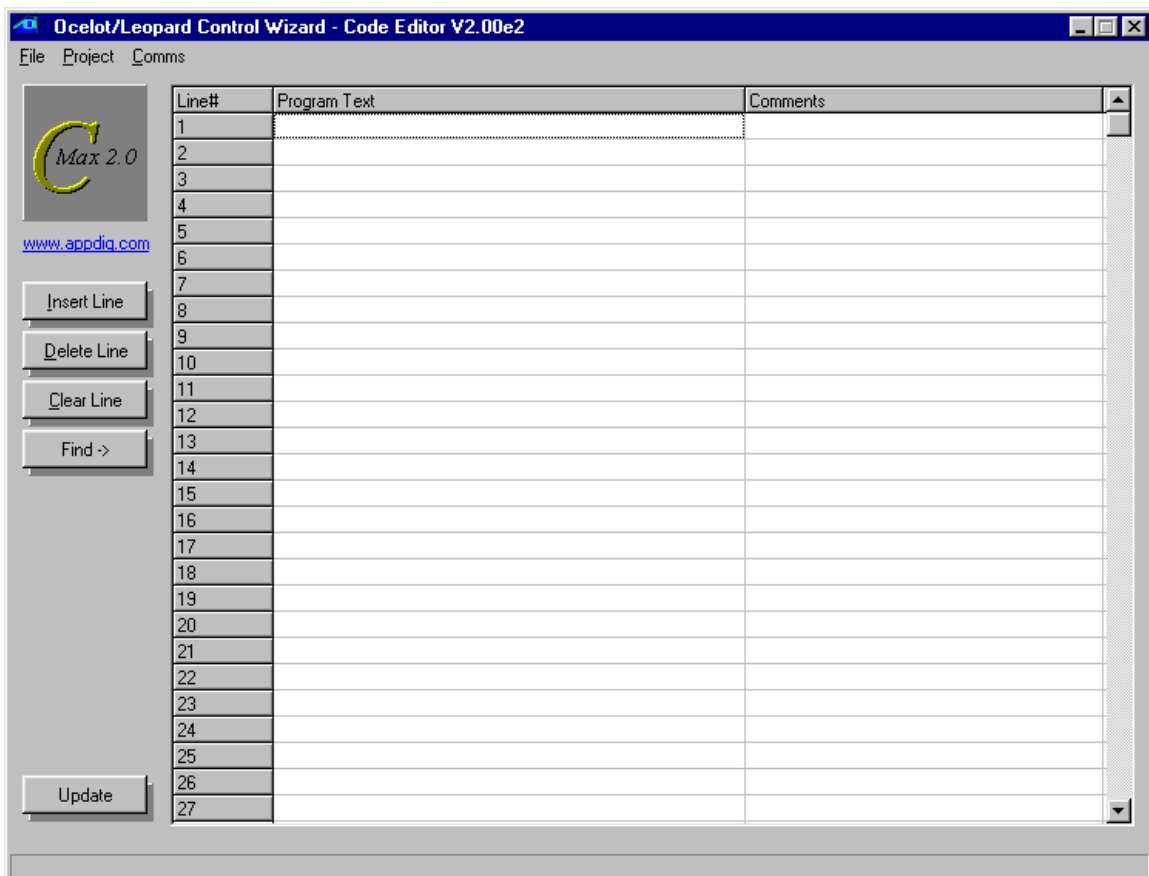 Ocelot/Leopard Control Wizard - Code Editor V2.00e2
File Project Comms
C Max 2.0
www.appdig.com
Insert Line
Delete Line
Clear Line
Find ->
Update
Line# Program Text Comments
1
2
3
4
5
6
7
8
9
10
11
12
13
14
15
16
17
18
19
20
21
22
23
24
25
26
27